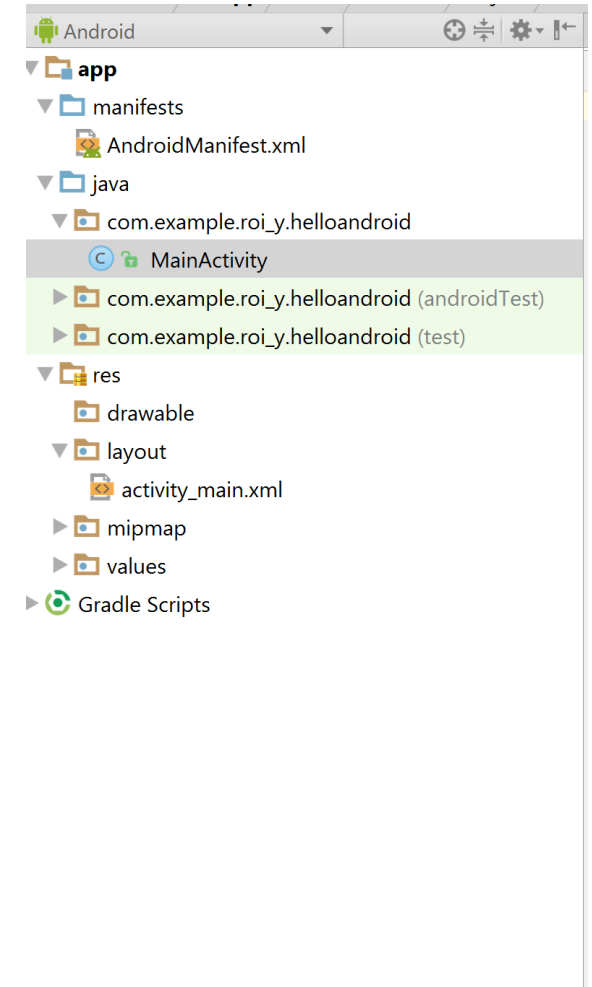 Android
app
manifests
AndroidManifest.xml
java
com.example.roi_y.helloandroid
C MainActivity
com.example.roi_y.helloandroid (androidTest)
com.example.roi_y.helloandroid (test)
res
drawable
layout
activity_main.xml
mipmap
values
Gradle Scripts